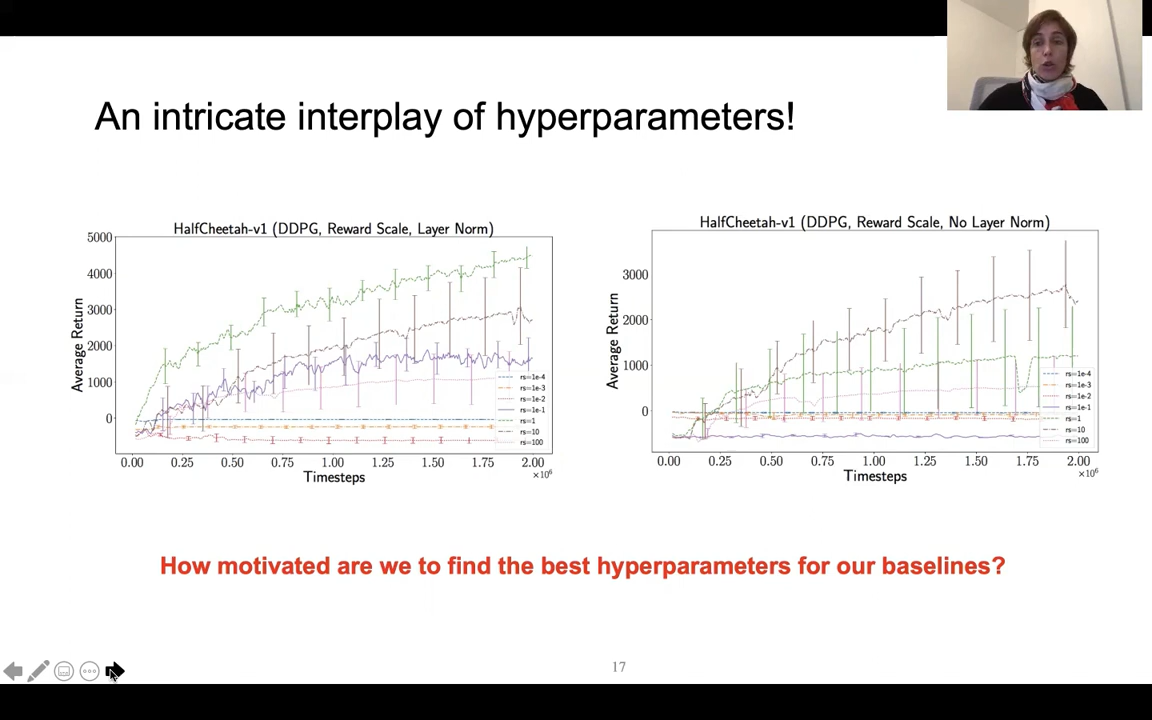 An intricate interplay of hyperparameters!
HalfCheetah-v1 (DDPG, Reward Scale, Layer Norm)
5000
4000
3000
2000
1000
0
Average Return
rs=1e-4
rs=1e-3
rs=1e-2
rs=1e-1
rs=1
rs=10
rs=100
0.00 0.25 0.50 0.75 1.00 1.25 1.50 1.75 2.00
×10⁶
Timesteps
HalfCheetah-v1 (DDPG, Reward Scale, No Layer Norm)
3000
2000
1000
0
Average Return
rs=1e-4
rs=1e-3
rs=1e-2
rs=1e-1
rs=1
rs=10
rs=100
0.00 0.25 0.50 0.75 1.00 1.25 1.50 1.75 2.00
×10⁶
Timesteps
How motivated are we to find the best hyperparameters for our baselines?
17